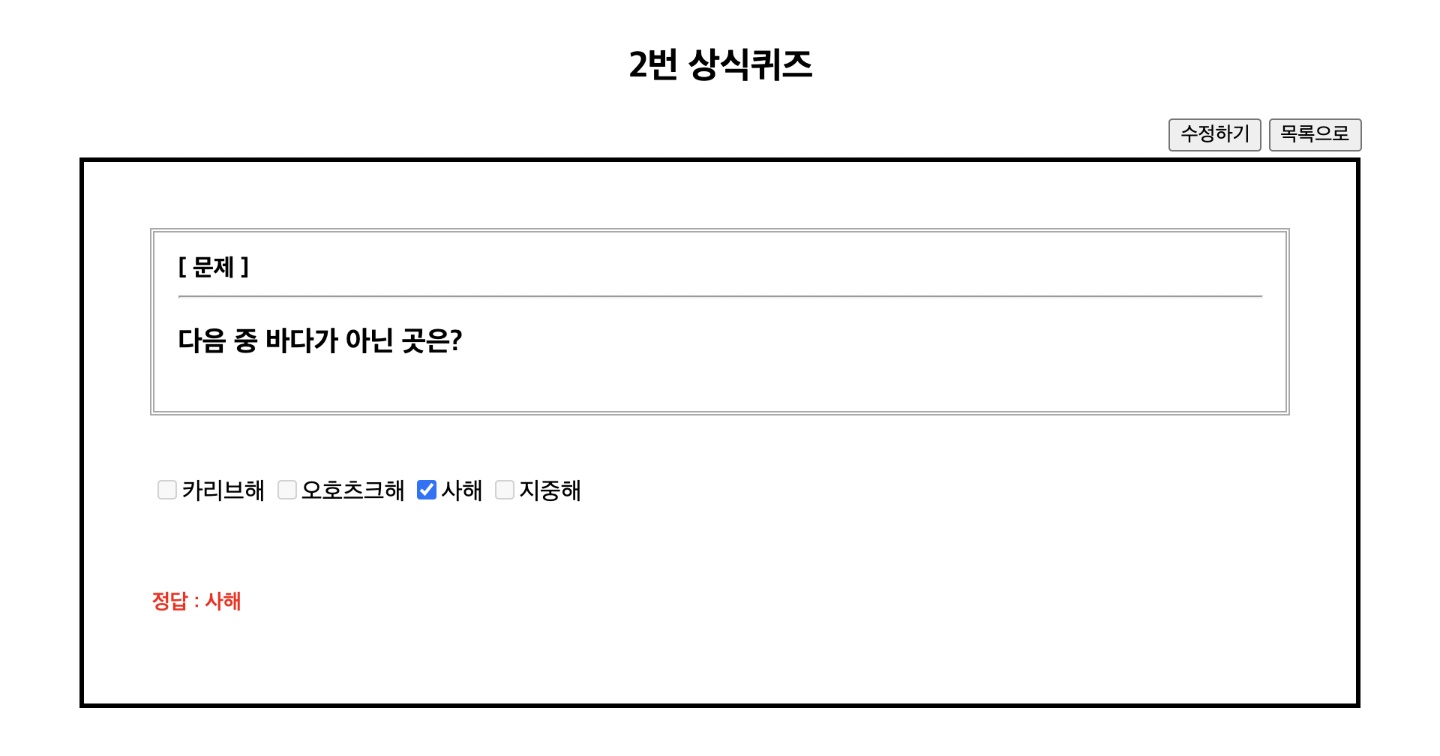 2번 상식퀴즈
수정하기 목록으로
[ 문제 ]
다음 중 바다가 아닌 곳은?
카리브해 오호츠크해 사해 지중해
정답 : 사해